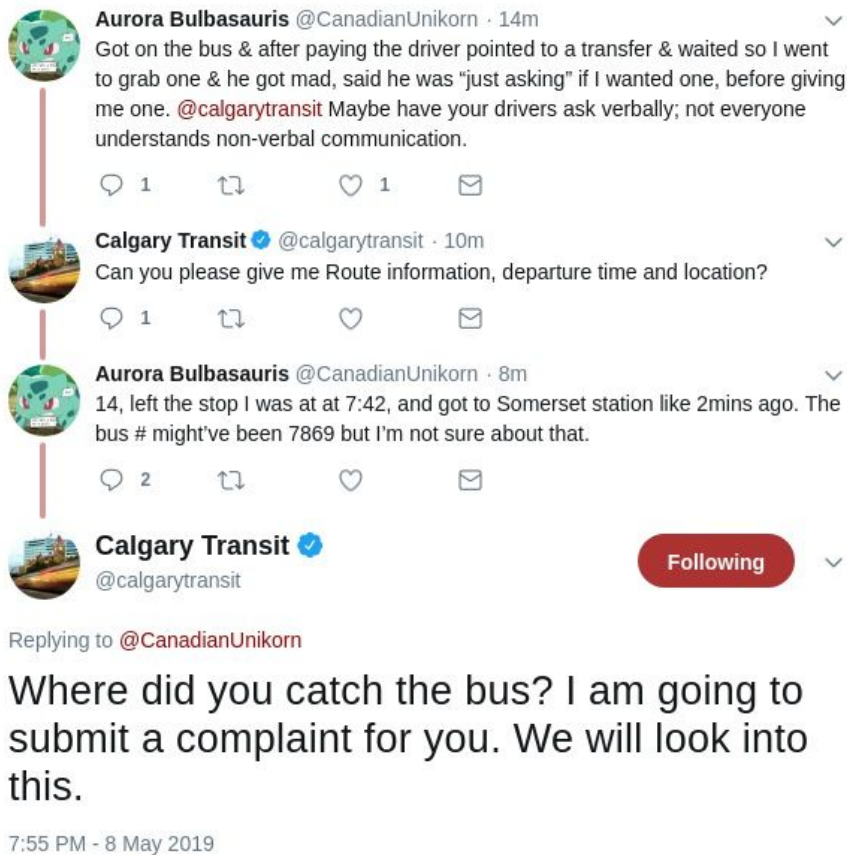 Aurora Bulbasauris @CanadianUnikorn · 14m
Got on the bus & after paying the driver pointed to a transfer & waited so I went
to grab one & he got mad, said he was “just asking” if I wanted one, before giving
me one. @calgarytransit Maybe have your drivers ask verbally; not everyone
understands non-verbal communication.
1 1
Calgary Transit @calgarytransit · 10m
Can you please give me Route information, departure time and location?
1
Aurora Bulbasauris @CanadianUnikorn · 8m
14, left the stop I was at at 7:42, and got to Somerset station like 2mins ago. The
bus # might’ve been 7869 but I’m not sure about that.
2
Calgary Transit
Following
@calgarytransit
Replying to @CanadianUnikorn
Where did you catch the bus? I am going to
submit a complaint for you. We will look into
this.
7:55 PM - 8 May 2019